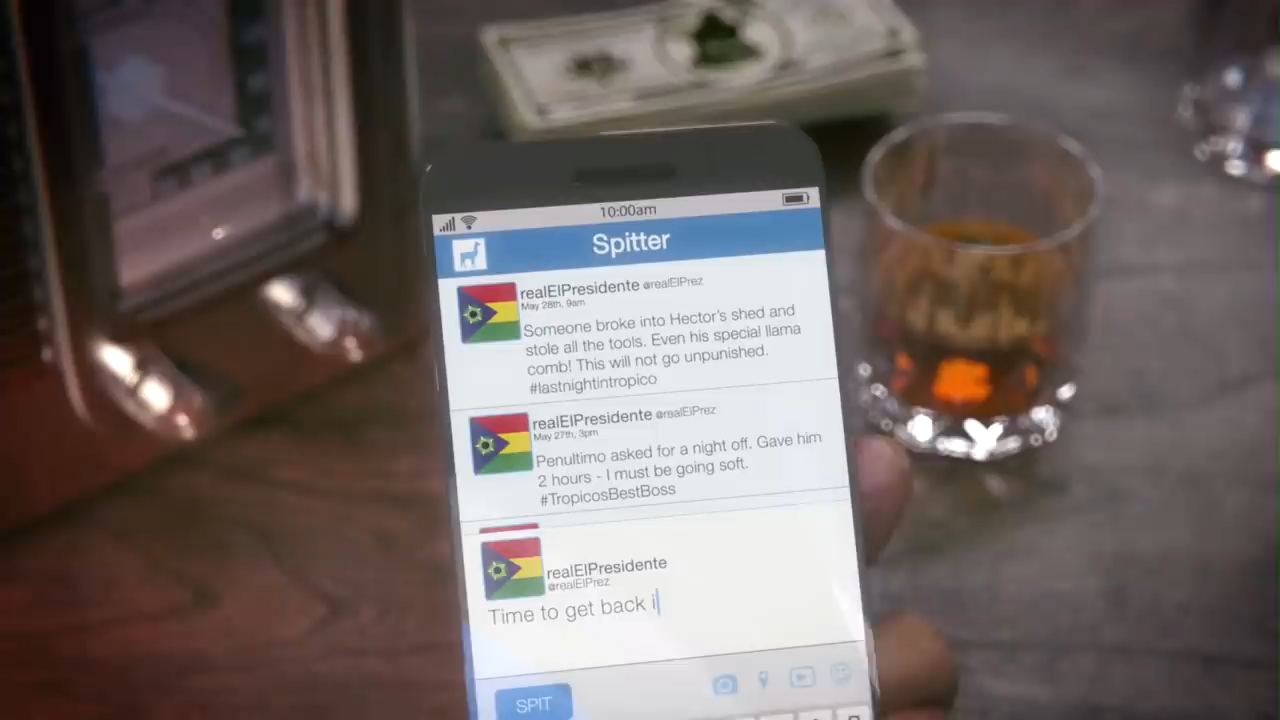 10:00am
Spitter
realElPresidente @realElPrez
May 28th, 9am
Someone broke into Hector's shed and
stole all the tools. Even his special llama
comb! This will not go unpunished.
#lastnightintropico
realElPresidente @realElPrez
May 27th, 3pm
Penultimo asked for a night off. Gave him
2 hours - I must be going soft.
#TropicosBestBoss
realElPresidente
@realElPrez
Time to get back i
SPIT